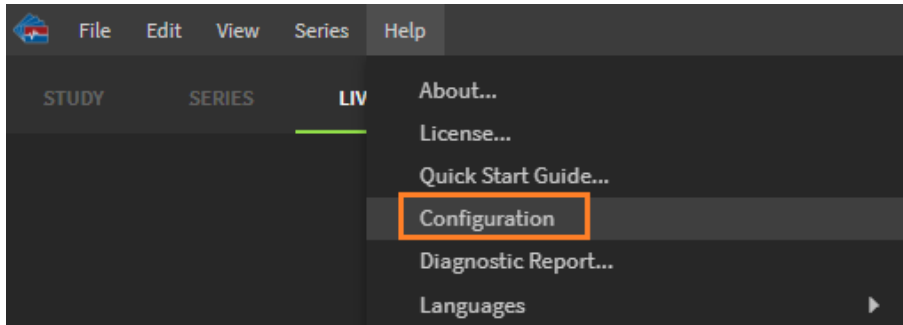 File Edit View Series Help
STUDY SERIES LIV
About...
License...
Quick Start Guide...
Configuration
Diagnostic Report...
Languages